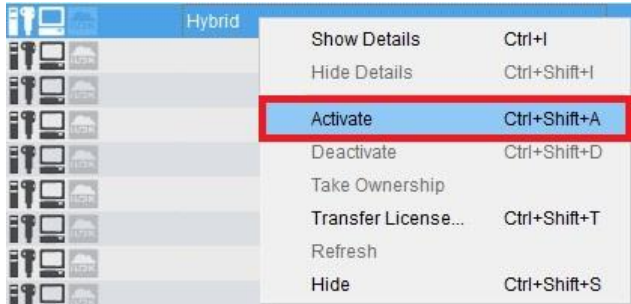 Hybrid
Show Details Ctrl+I
Hide Details Ctrl+Shift+I
Activate Ctrl+Shift+A
Deactivate Ctrl+Shift+D
Take Ownership
Transfer License... Ctrl+Shift+T
Refresh
Hide Ctrl+Shift+S